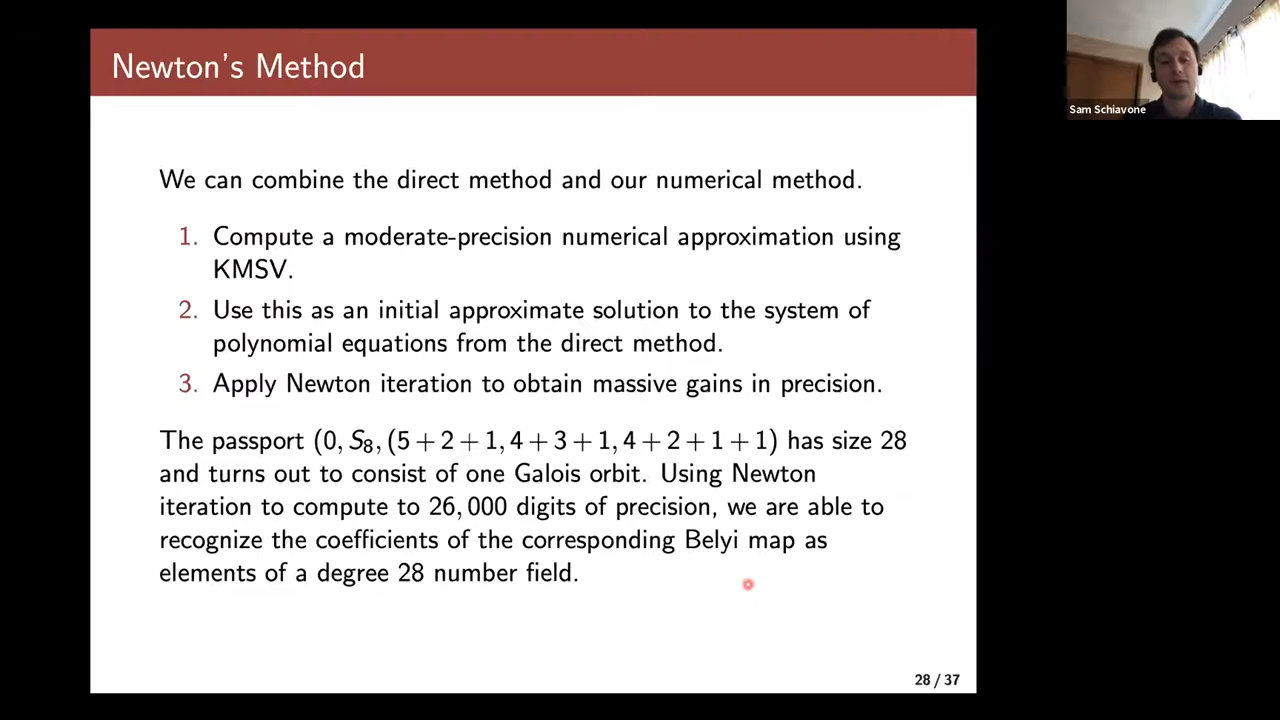 Newton's Method
We can combine the direct method and our numerical method.
1. Compute a moderate-precision numerical approximation using
KMSV.
2. Use this as an initial approximate solution to the system of
polynomial equations from the direct method.
3. Apply Newton iteration to obtain massive gains in precision.
The passport (0, S₈, (5 + 2 + 1, 4 + 3 + 1, 4 + 2 + 1 + 1) has size 28
and turns out to consist of one Galois orbit. Using Newton
iteration to compute to 26,000 digits of precision, we are able to
recognize the coefficients of the corresponding Belyi map as
elements of a degree 28 number field.
28 / 37
Sam Schiavone